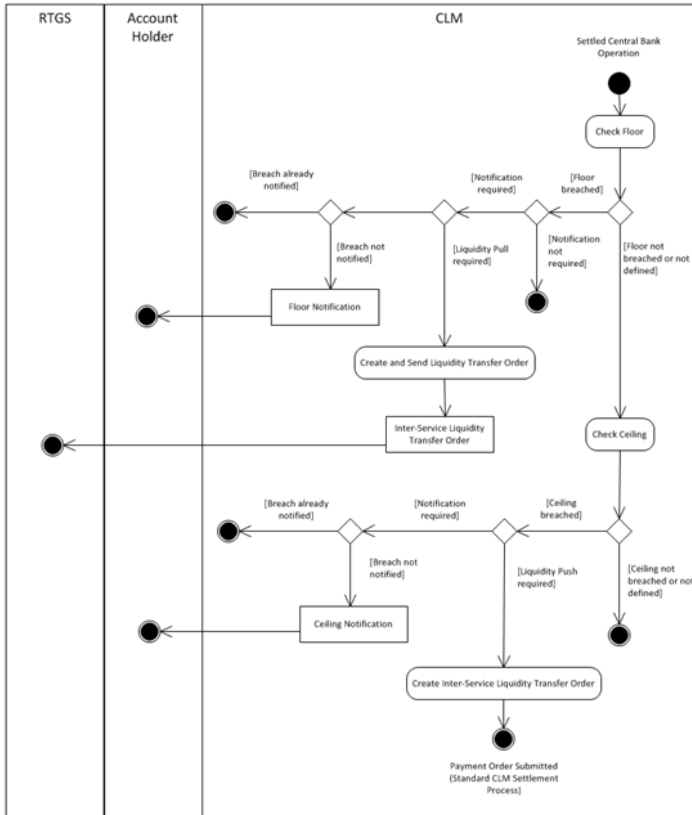 RTGS
Account
Holder
CLM
Settled Central Bank
Operation
Check Floor
[Breach already
notified]
[Notification
required]
[Floor
breached]
[Breach not
notified]
[Liquidity Pull
required]
[Notification
not
required]
[Floor not
breached or not
defined]
Floor Notification
Create and Send Liquidity Transfer Order
Inter-Service Liquidity
Transfer Order
Check Ceiling
[Breach already
notified]
[Notification
required]
[Ceiling
breached]
[Breach not
notified]
[Liquidity Push
required]
[Ceiling not
breached or not
defined]
Ceiling Notification
Create Inter-Service Liquidity Transfer Order
Payment Order Submitted
(Standard CLM Settlement
Process)